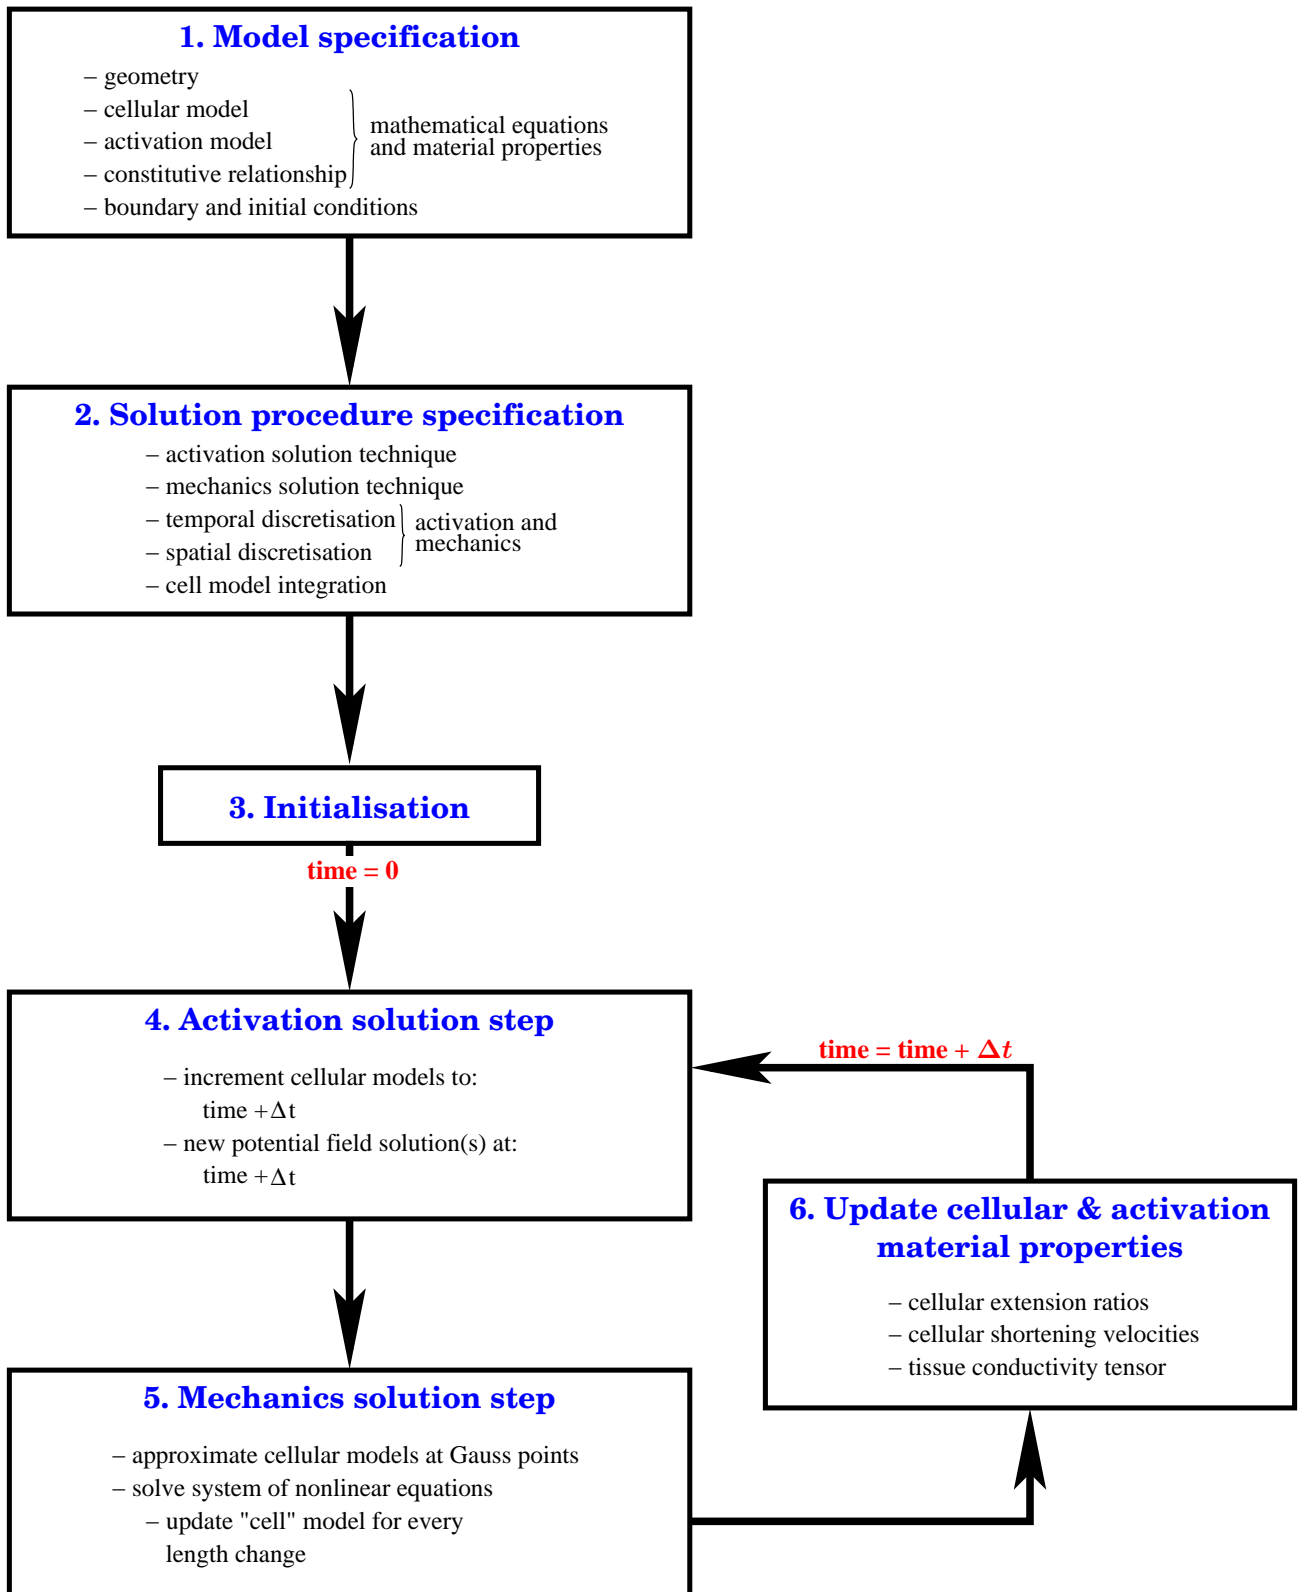 1. Model specification
– geometry
– cellular model
– activation model
– constitutive relationship
mathematical equations
and material properties
– boundary and initial conditions
2. Solution procedure specification
– activation solution technique
– mechanics solution technique
– temporal discretisation
– spatial discretisation
activation and
mechanics
– cell model integration
3. Initialisation
time = 0
4. Activation solution step
– increment cellular models to:
time + Δt
– new potential field solution(s) at:
time + Δt
time = time + Δt
6. Update cellular & activation
material properties
– cellular extension ratios
– cellular shortening velocities
– tissue conductivity tensor
5. Mechanics solution step
– approximate cellular models at Gauss points
– solve system of nonlinear equations
– update "cell" model for every
length change